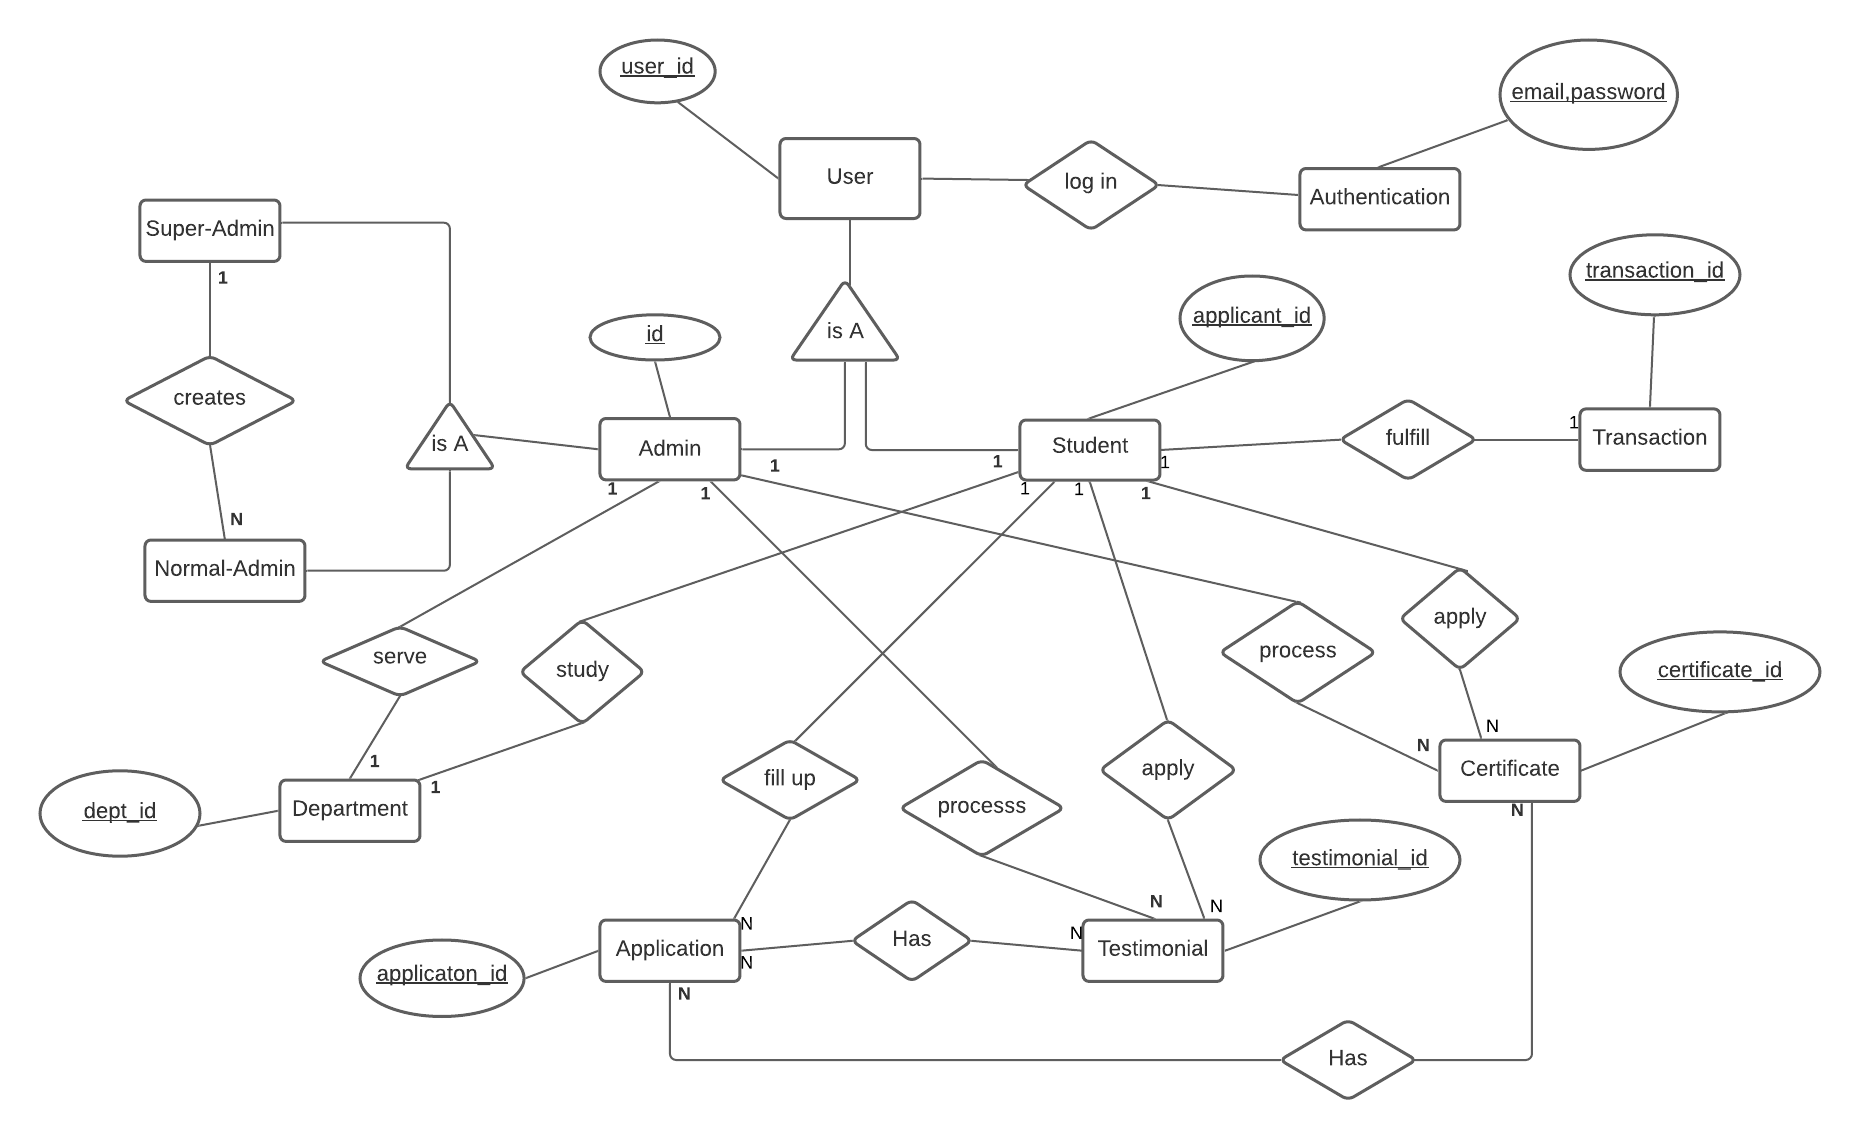 user_id
email,password
User
log in
Authentication
Super-Admin
1
transaction_id
applicant_id
is A
id
creates
is A
Admin
1
Student
1
1
fulfill
1
Transaction
1
1
1
1
1
N
Normal-Admin
serve
study
process
apply
certificate_id
1
1
N
N
Certificate
N
dept_id
Department
fill up
processs
apply
testimonial_id
N
N
N
Application
N
Has
N
Testimonial
applicaton_id
N
Has